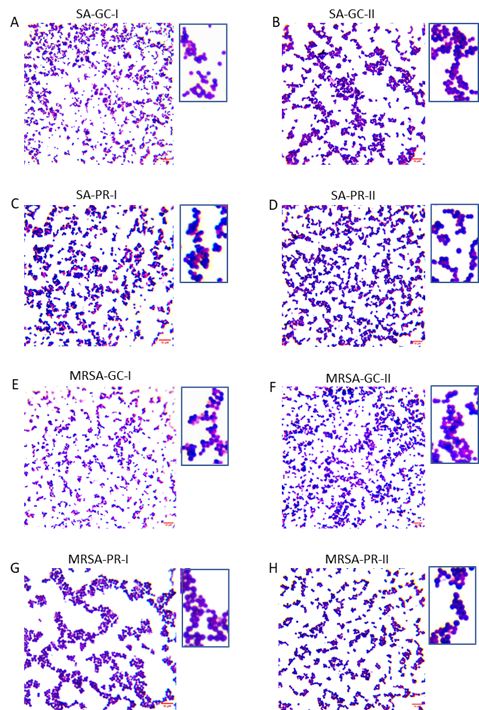 A SA-GC-I
B SA-GC-II
C SA-PR-I
D SA-PR-II
E MRSA-GC-I
F MRSA-GC-II
G MRSA-PR-I
H MRSA-PR-II